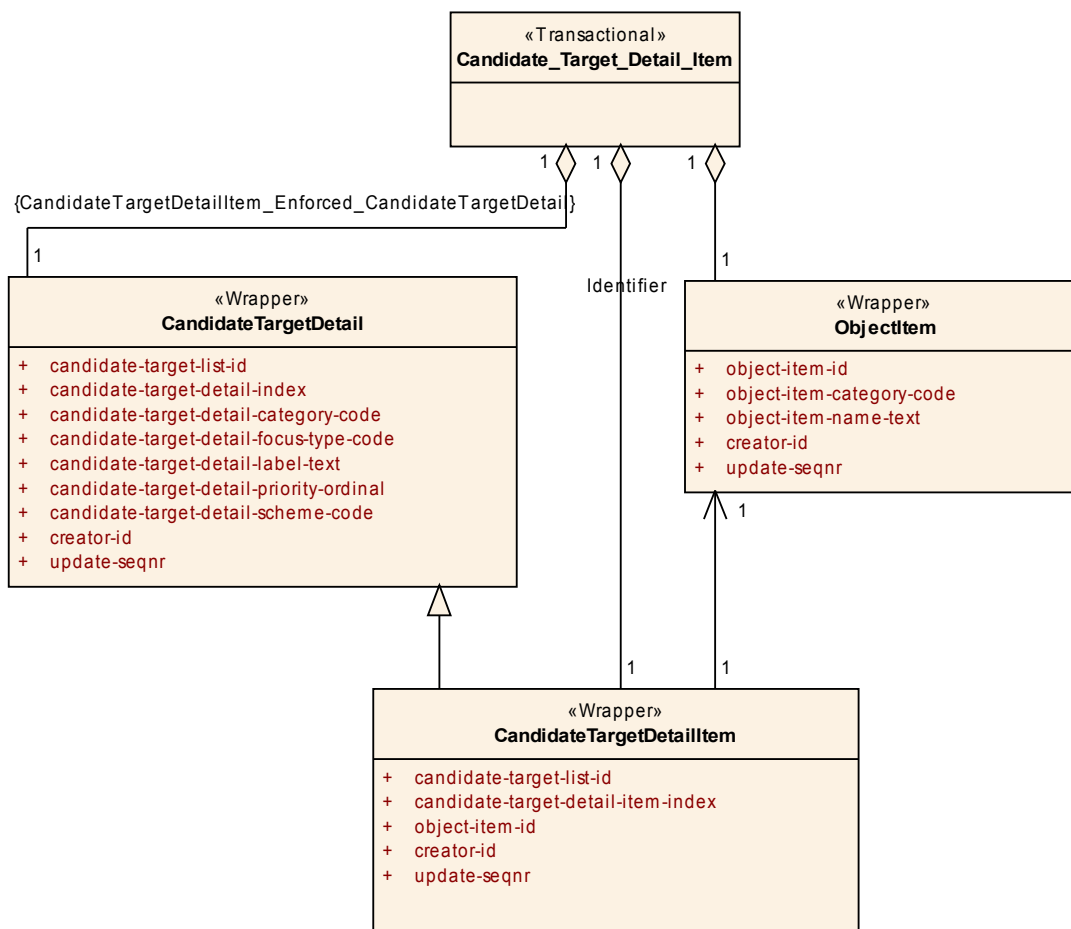 «Transactional»
Candidate_Target_Detail_Item
1
1
1
{CandidateTargetDetailItem_Enforced_CandidateTargetDetail}
1
1
Identifier
«Wrapper»
CandidateTargetDetail
+ candidate-target-list-id
+ candidate-target-detail-index
+ candidate-target-detail-category-code
+ candidate-target-detail-focus-type-code
+ candidate-target-detail-label-text
+ candidate-target-detail-priority-ordinal
+ candidate-target-detail-scheme-code
+ creator-id
+ update-seqnr
«Wrapper»
ObjectItem
+ object-item-id
+ object-item-category-code
+ object-item-name-text
+ creator-id
+ update-seqnr
1
1
1
«Wrapper»
CandidateTargetDetailItem
+ candidate-target-list-id
+ candidate-target-detail-item-index
+ object-item-id
+ creator-id
+ update-seqnr